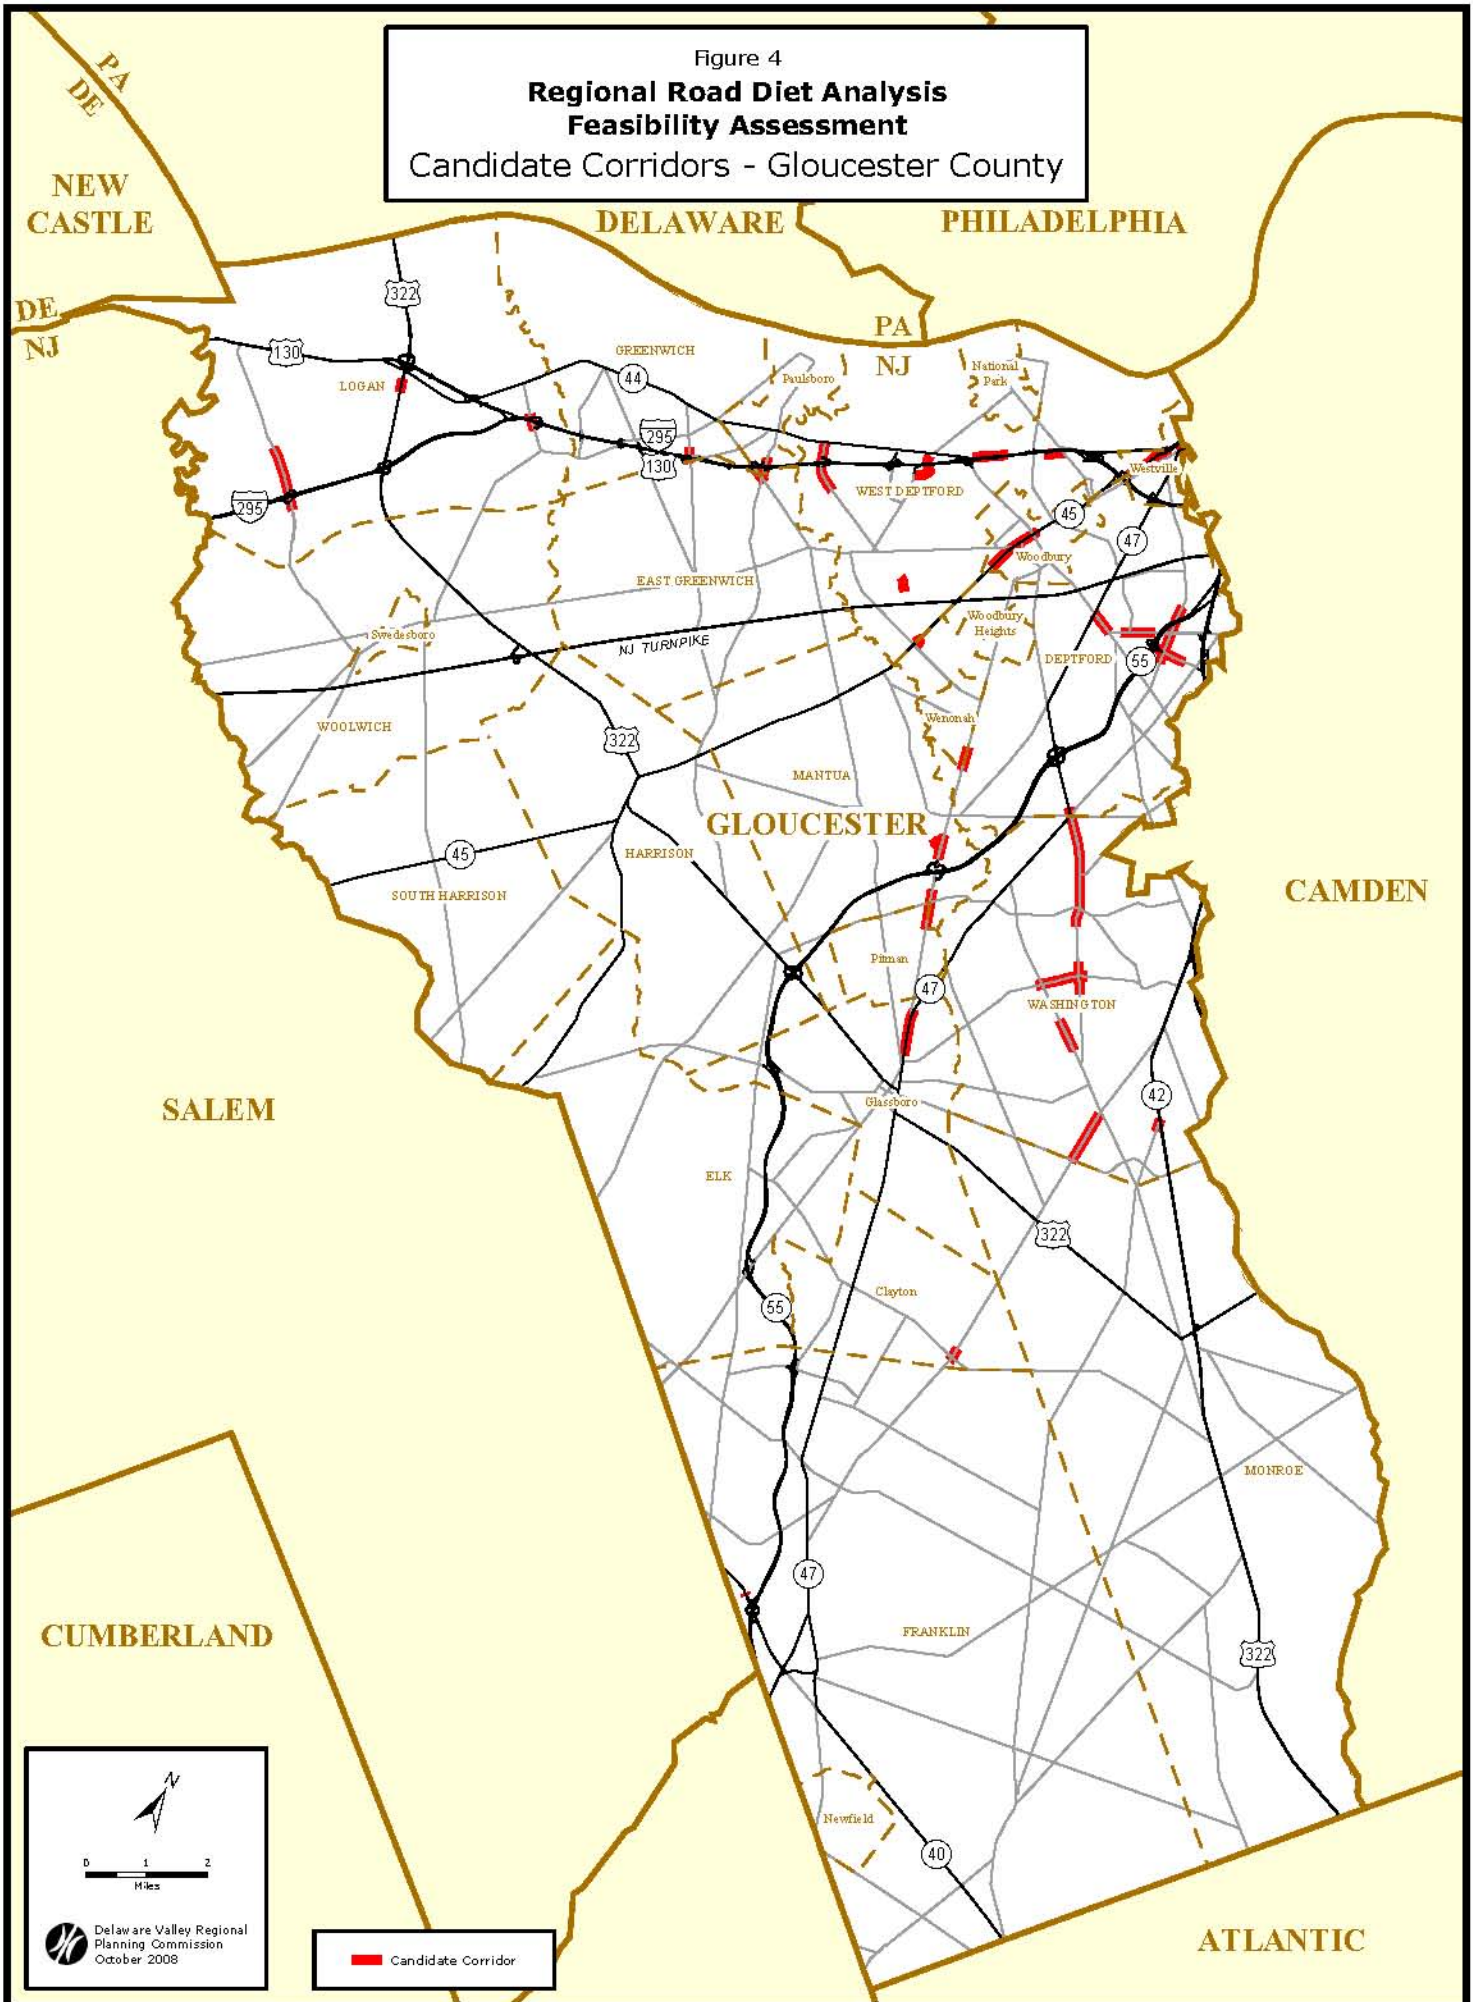 Figure 4
Regional Road Diet Analysis
Feasibility Assessment
Candidate Corridors - Gloucester County
PA
DE
NEW
CASTLE
DELAWARE
PHILADELPHIA
DE
NJ
322
PA
NJ
130
GREENWICH
LOGAN
44
Paulsboro
National
Park
295
130
Westville
295
WEST DEPTFORD
45
47
Woodbury
EAST GREENWICH
Woodbury
Heights
Swedesboro
NJ TURNPIKE
DEPTFORD
55
WOOLWICH
Wenonah
322
MANTUA
GLOUCESTER
45
HARRISON
SOUTH HARRISON
CAMDEN
Pitman
47
WASHINGTON
SALEM
Glassboro
42
ELK
322
Clayton
55
MONROE
47
CUMBERLAND
FRANKLIN
322
N
0 1 2
Miles
Newfield
40
Delaware Valley Regional
Planning Commission
October 2008
Candidate Corridor
ATLANTIC